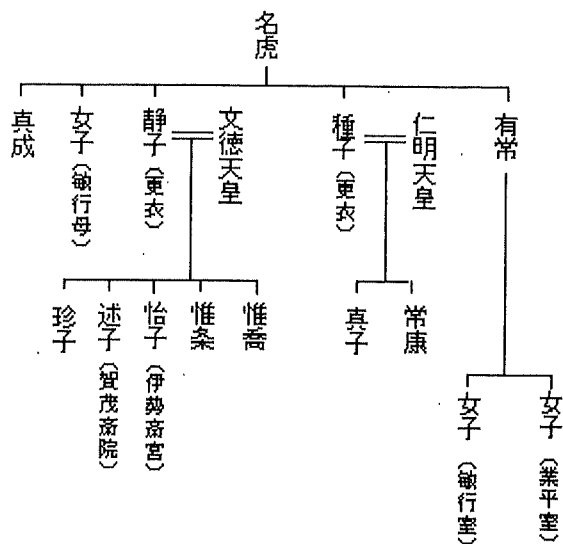 名虎
有常
仁明天皇
種子(更衣)
文徳天皇
静子(更衣)
女子(敏行母)
真成
常康
真子
惟喬
惟条
恬子(伊勢斎宮)
述子(賀茂斎院)
珍子
女子(業平室)
女子(敏行室)